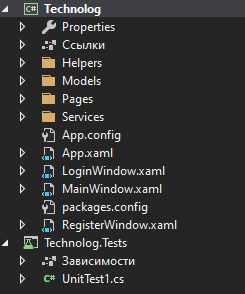 Technolog
Properties
Ссылки
Helpers
Models
Pages
Services
App.config
App.xaml
LoginWindow.xaml
MainWindow.xaml
packages.config
RegisterWindow.xaml
Technolog.Tests
Зависимости
C# UnitTest1.cs